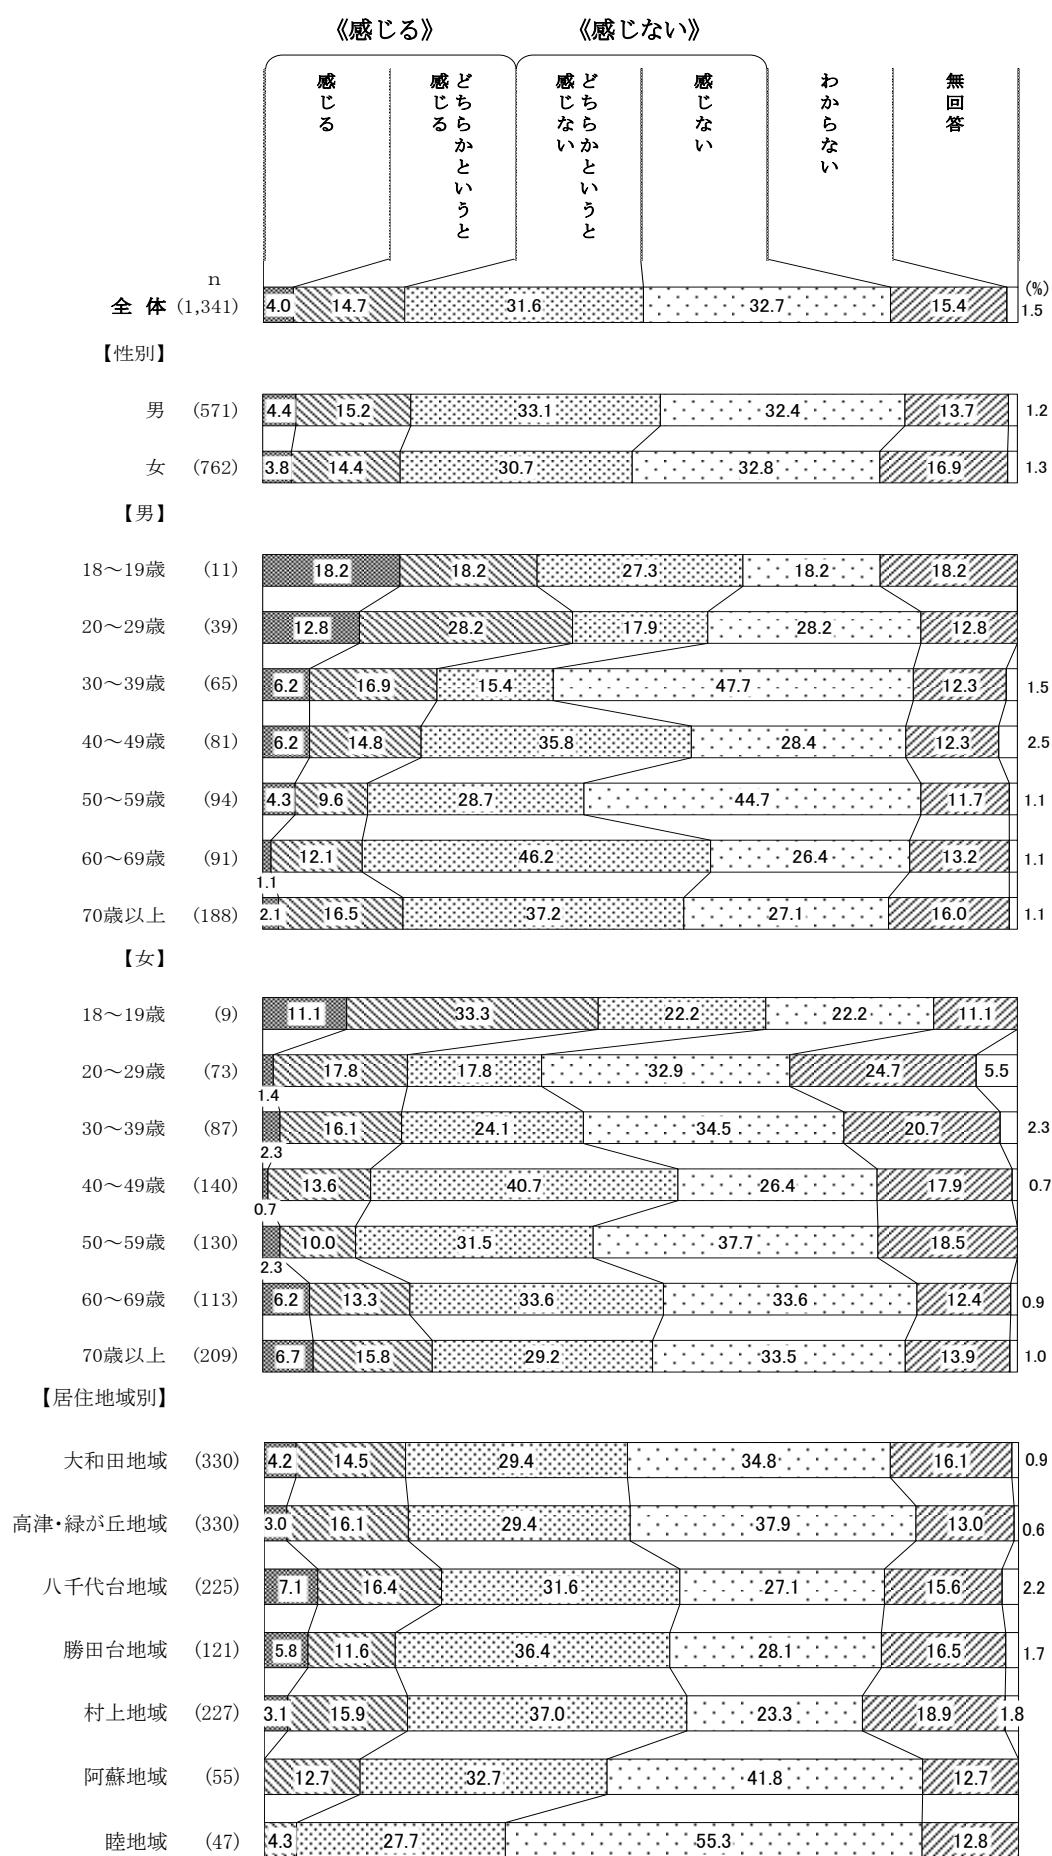 《感じる》 《感じない》
感じる
どちらかというと
感じる
どちらかというと
感じない
感じない
わからない
無回答
n
(%)
全 体 (1,341) 4.0 14.7 31.6 32.7 15.4 1.5
【性別】
男 (571) 4.4 15.2 33.1 32.4 13.7 1.2
女 (762) 3.8 14.4 30.7 32.8 16.9 1.3
【男】
18～19歳 (11) 18.2 18.2 27.3 18.2 18.2
20～29歳 (39) 12.8 28.2 17.9 28.2 12.8
30～39歳 (65) 6.2 16.9 15.4 47.7 12.3 1.5
40～49歳 (81) 6.2 14.8 35.8 28.4 12.3 2.5
50～59歳 (94) 4.3 9.6 28.7 44.7 11.7 1.1
60～69歳 (91) 1.1 12.1 46.2 26.4 13.2 1.1
70歳以上 (188) 2.1 16.5 37.2 27.1 16.0 1.1
【女】
18～19歳 (9) 11.1 33.3 22.2 22.2 11.1
20～29歳 (73) 1.4 17.8 17.8 32.9 24.7 5.5
30～39歳 (87) 2.3 16.1 24.1 34.5 20.7 2.3
40～49歳 (140) 0.7 13.6 40.7 26.4 17.9 0.7
50～59歳 (130) 2.3 10.0 31.5 37.7 18.5
60～69歳 (113) 6.2 13.3 33.6 33.6 12.4 0.9
70歳以上 (209) 6.7 15.8 29.2 33.5 13.9 1.0
【居住地域別】
大和田地域 (330) 4.2 14.5 29.4 34.8 16.1 0.9
高津・緑が丘地域 (330) 3.0 16.1 29.4 37.9 13.0 0.6
八千代台地域 (225) 7.1 16.4 31.6 27.1 15.6 2.2
勝田台地域 (121) 5.8 11.6 36.4 28.1 16.5 1.7
村上地域 (227) 3.1 15.9 37.0 23.3 18.9 1.8
阿蘇地域 (55) 12.7 32.7 41.8 12.7
睦地域 (47) 4.3 27.7 55.3 12.8